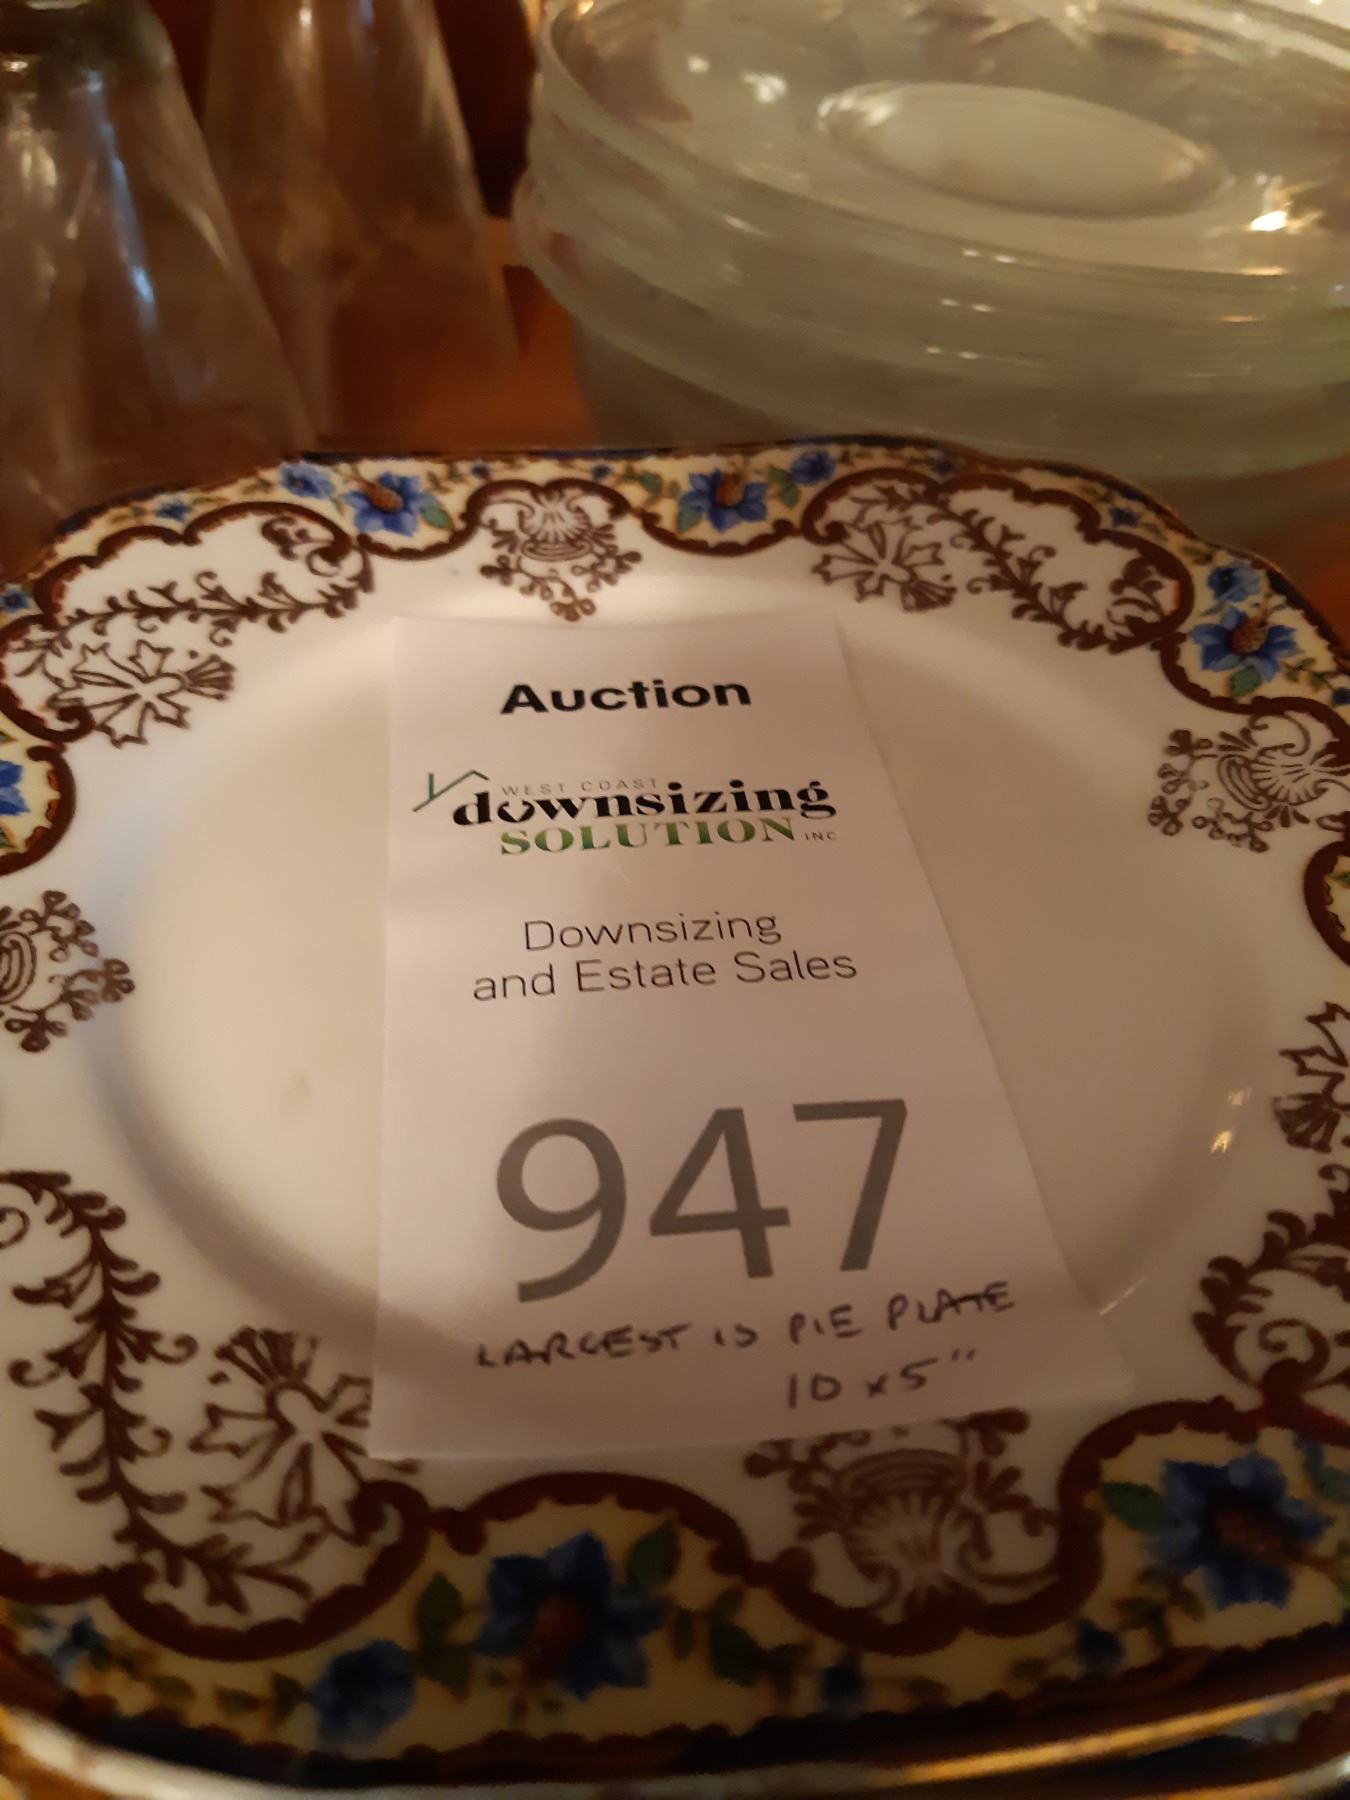 Auction
WEST COAST
downsizing
SOLUTION INC
Downsizing
and Estate Sales
947
LARGEST IS PIE PLATE
10 x 5"